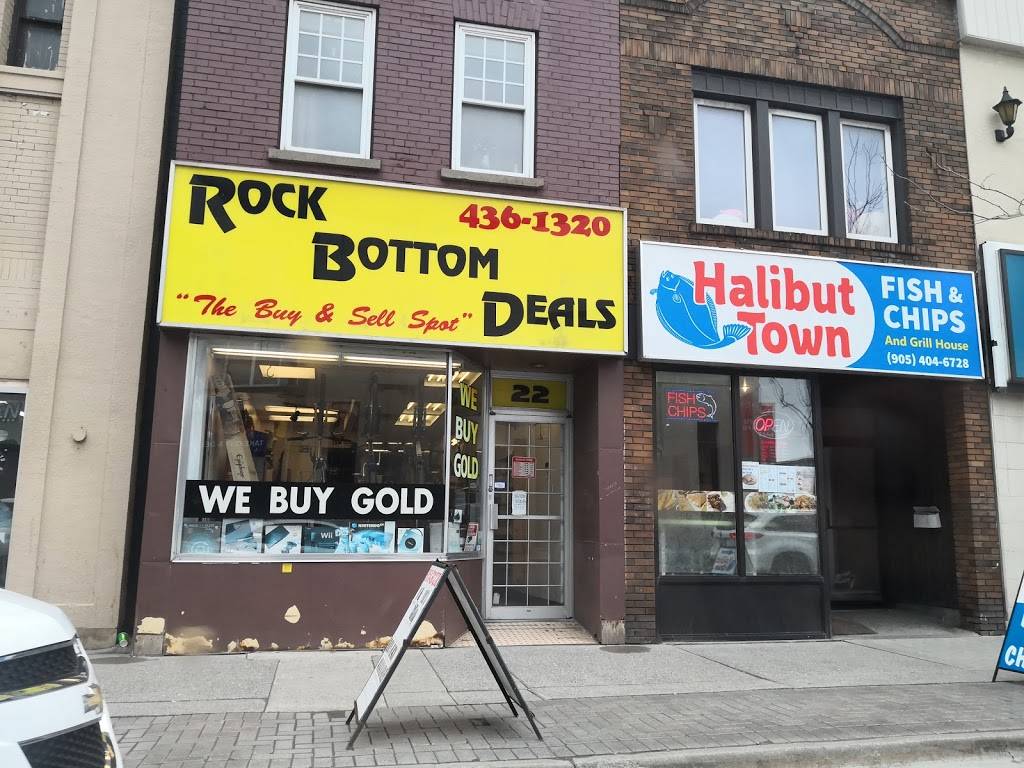 Rock
436-1320
Bottom
"The Buy & Sell Spot"
Deals
Halibut
Town
FISH &
CHIPS
And Grill House
(905) 404-6728
22
WE
BUY
GOLD
WE BUY GOLD
FISH
CHIPS
OPEN
Wii
NINTENDO